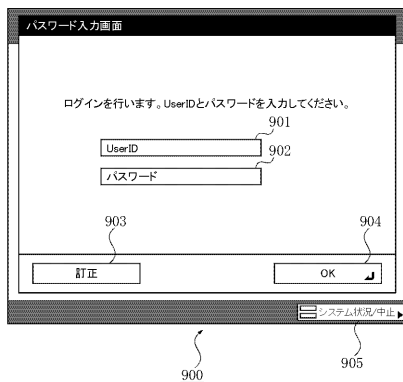 パスワード入力画面
ログインを行います。UserIDとパスワードを入力してください。
901
UserID
902
パスワード
903
904
訂正
OK
システム状況/中止
900
905